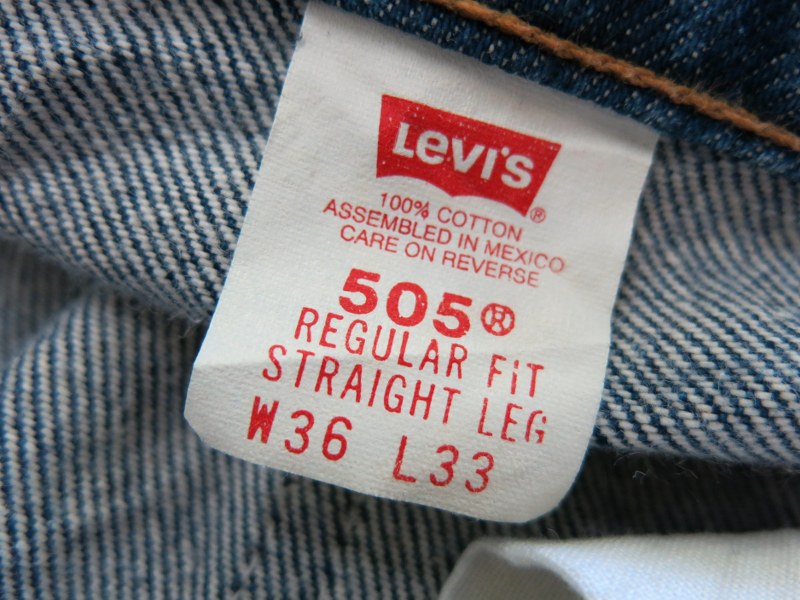 Levi's
®
100% COTTON
ASSEMBLED IN MEXICO
CARE ON REVERSE
505®
REGULAR FiT
STRAIGHT LEG
W36 L33